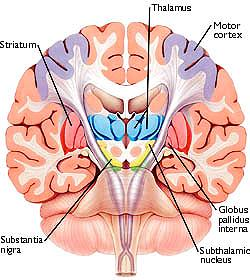 Thalamus
Motor
cortex
Striatum
Globus
pallidus
interna
Substantia
nigra
Subthalamic
nucleus